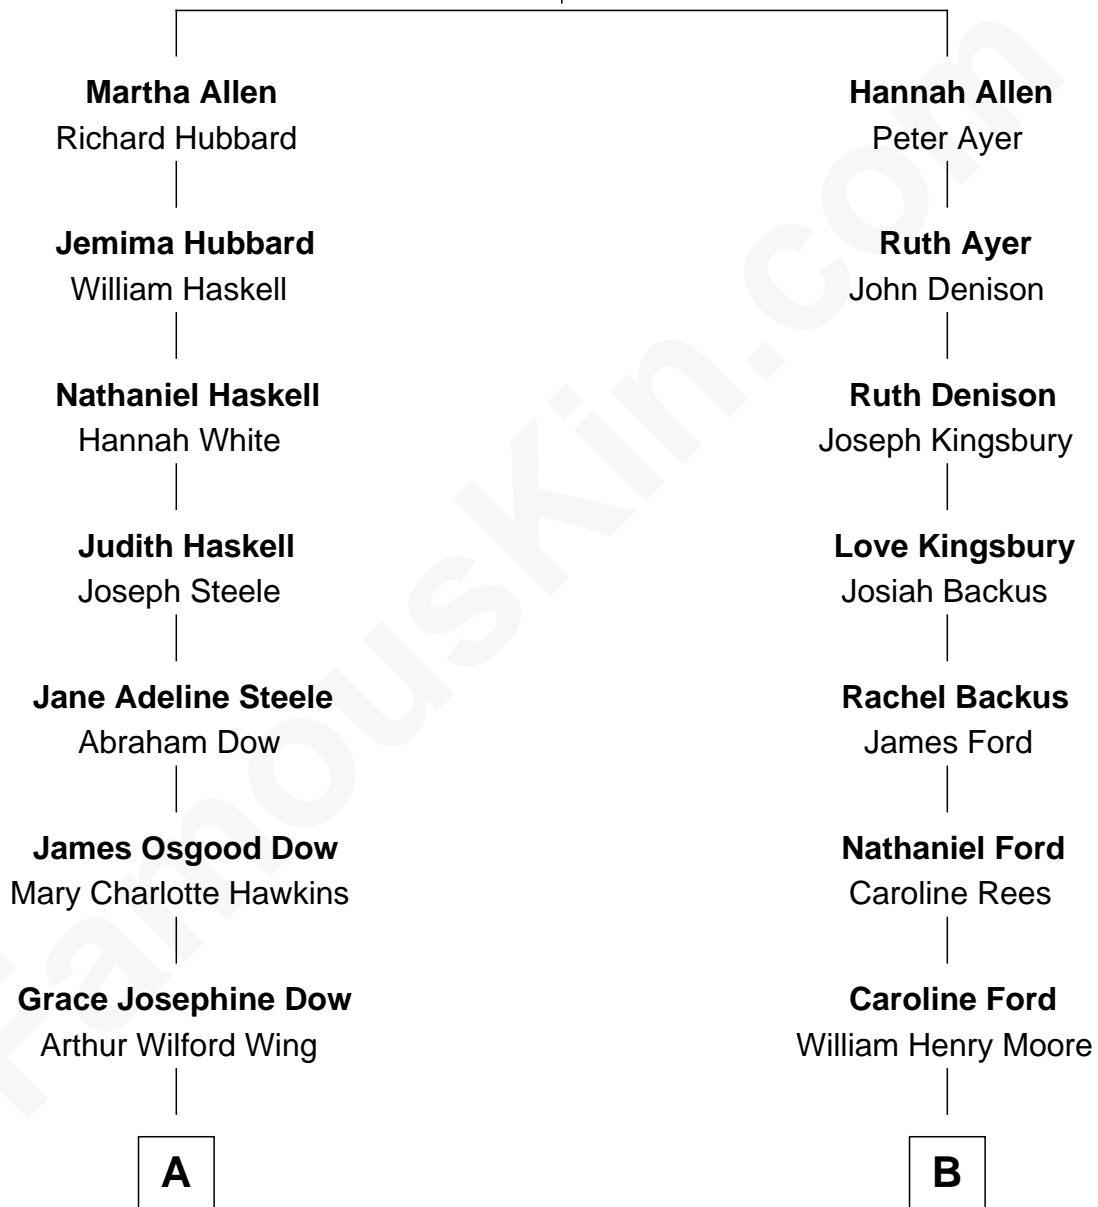 Martha Allen
Richard Hubbard
Hannah Allen
Peter Ayer
Jemima Hubbard
William Haskell
Ruth Ayer
John Denison
Nathaniel Haskell
Hannah White
Ruth Denison
Joseph Kingsbury
Judith Haskell
Joseph Steele
Love Kingsbury
Josiah Backus
Jane Adeline Steele
Abraham Dow
Rachel Backus
James Ford
James Osgood Dow
Mary Charlotte Hawkins
Nathaniel Ford
Caroline Rees
Grace Josephine Dow
Arthur Wilford Wing
Caroline Ford
William Henry Moore
A
B
FamousKin.com